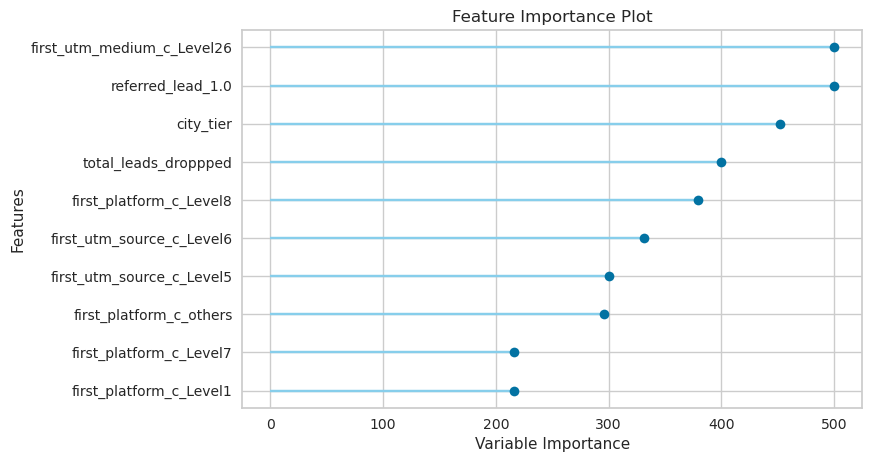 Feature Importance Plot
Features
first_utm_medium_c_Level26
referred_lead_1.0
city_tier
total_leads_droppped
first_platform_c_Level8
first_utm_source_c_Level6
first_utm_source_c_Level5
first_platform_c_others
first_platform_c_Level7
first_platform_c_Level1
0 100 200 300 400 500
Variable Importance